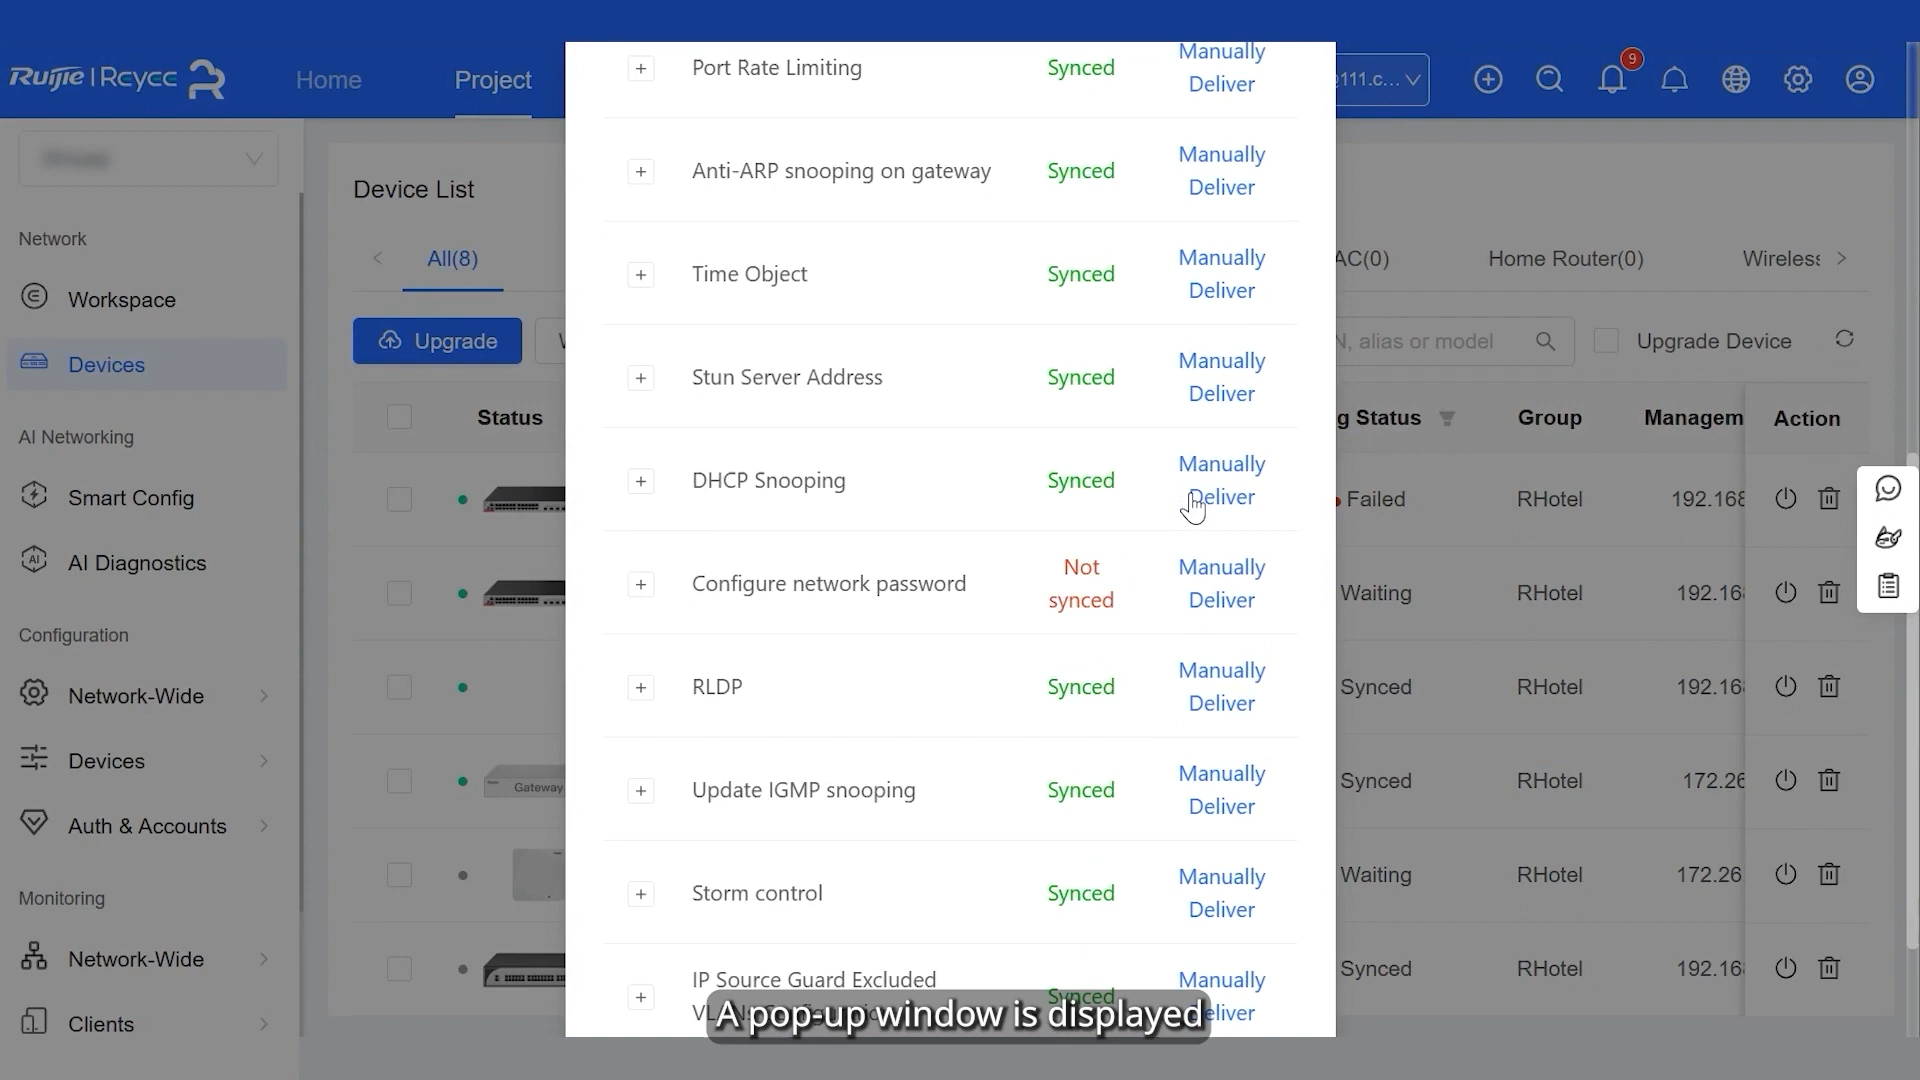 Ruijie | Reyee
Home
Project
@111.c...
9
Network
Workspace
Devices
AI Networking
Smart Config
AI Diagnostics
Configuration
Network-Wide
Devices
Auth & Accounts
Monitoring
Network-Wide
Clients
Device List
All(8)
AC(0)
Home Router(0)
Wireless
Upgrade
N, alias or model
Upgrade Device
Status
g Status
Group
Managem
Action
Failed
RHotel
192.168
Waiting
RHotel
192.16
Synced
RHotel
192.16
Gateway
Synced
RHotel
172.26
Waiting
RHotel
172.26
Synced
RHotel
192.16
Port Rate Limiting
Synced
Manually
Deliver
Anti-ARP snooping on gateway
Synced
Manually
Deliver
Time Object
Synced
Manually
Deliver
Stun Server Address
Synced
Manually
Deliver
DHCP Snooping
Synced
Manually
Deliver
Configure network password
Not
synced
Manually
Deliver
RLDP
Synced
Manually
Deliver
Update IGMP snooping
Synced
Manually
Deliver
Storm control
Synced
Manually
Deliver
IP Source Guard Excluded
Synced
Manually
Deliver
A pop-up window is displayed